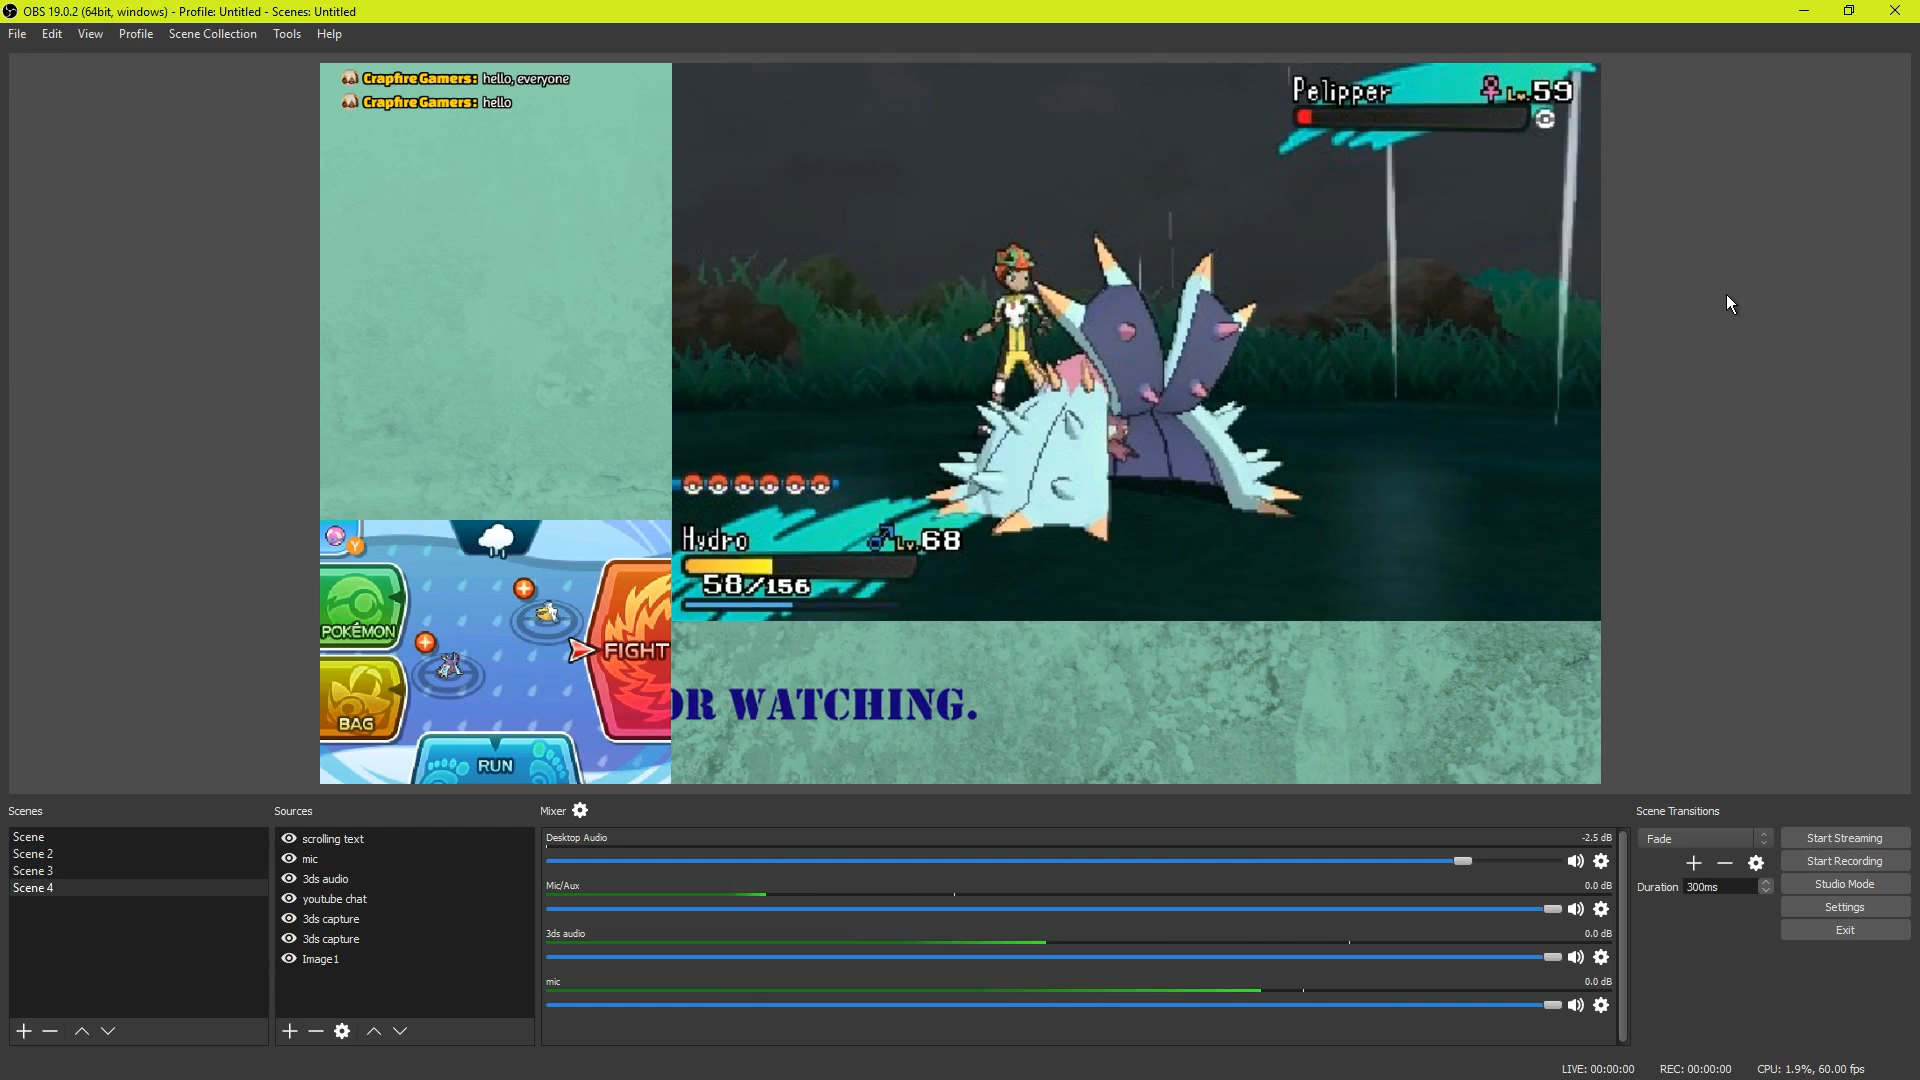 OBS 19.0.2 (64bit, windows) - Profile: Untitled - Scenes: Untitled
File Edit View Profile Scene Collection Tools Help
Crapfire Gamers: hello, everyone
Crapfire Gamers: hello
Pelipper ♀ Lv.59
Hydro ♂ Lv.68
58/156
Y
POKÉMON
FIGHT
BAG
RUN
OR WATCHING.
Scenes
Scene
Scene 2
Scene 3
Scene 4
Sources
scrolling text
mic
3ds audio
youtube chat
3ds capture
3ds capture
Image1
Mixer
Desktop Audio -2.5 dB
Mic/Aux 0.0 dB
3ds audio 0.0 dB
mic 0.0 dB
Scene Transitions
Fade
Duration 300ms
Start Streaming
Start Recording
Studio Mode
Settings
Exit
LIVE: 00:00:00 REC: 00:00:00 CPU: 1.9%, 60.00 fps